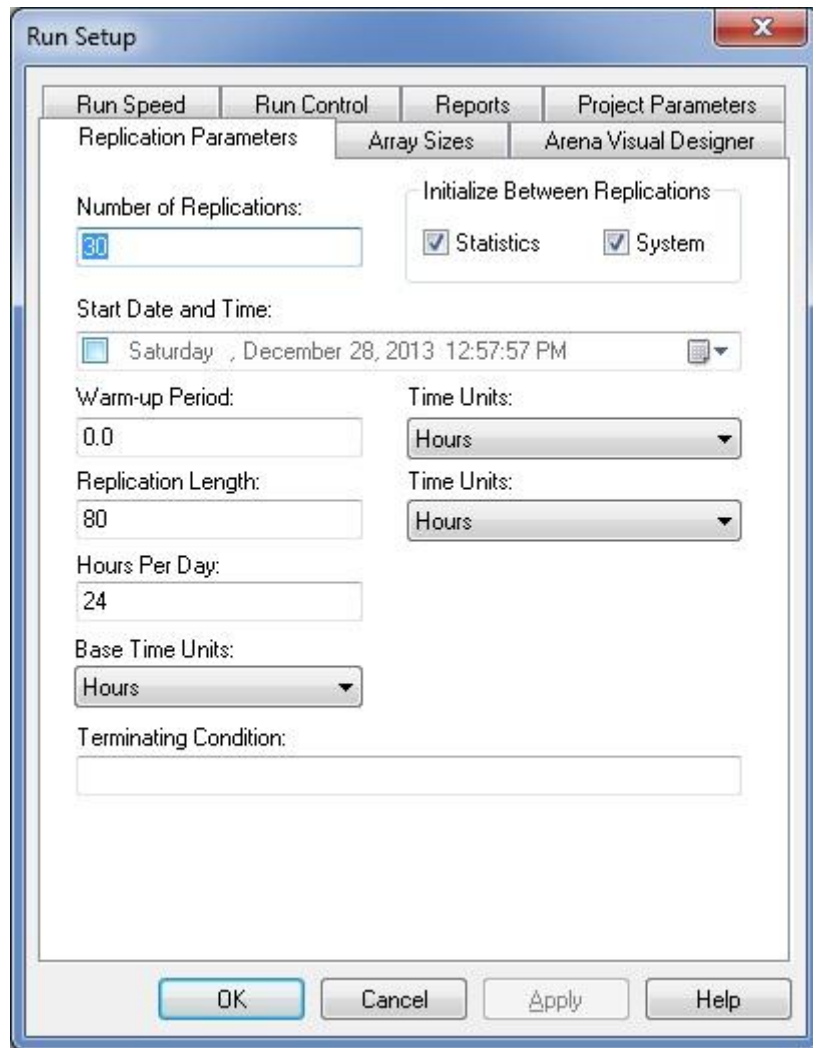 Run Setup
Run Speed Run Control Reports Project Parameters
Replication Parameters Array Sizes Arena Visual Designer
Number of Replications:
30
Initialize Between Replications
Statistics System
Start Date and Time:
Saturday , December 28, 2013 12:57:57 PM
Warm-up Period: Time Units:
0.0 Hours
Replication Length: Time Units:
80 Hours
Hours Per Day:
24
Base Time Units:
Hours
Terminating Condition:
OK Cancel Apply Help